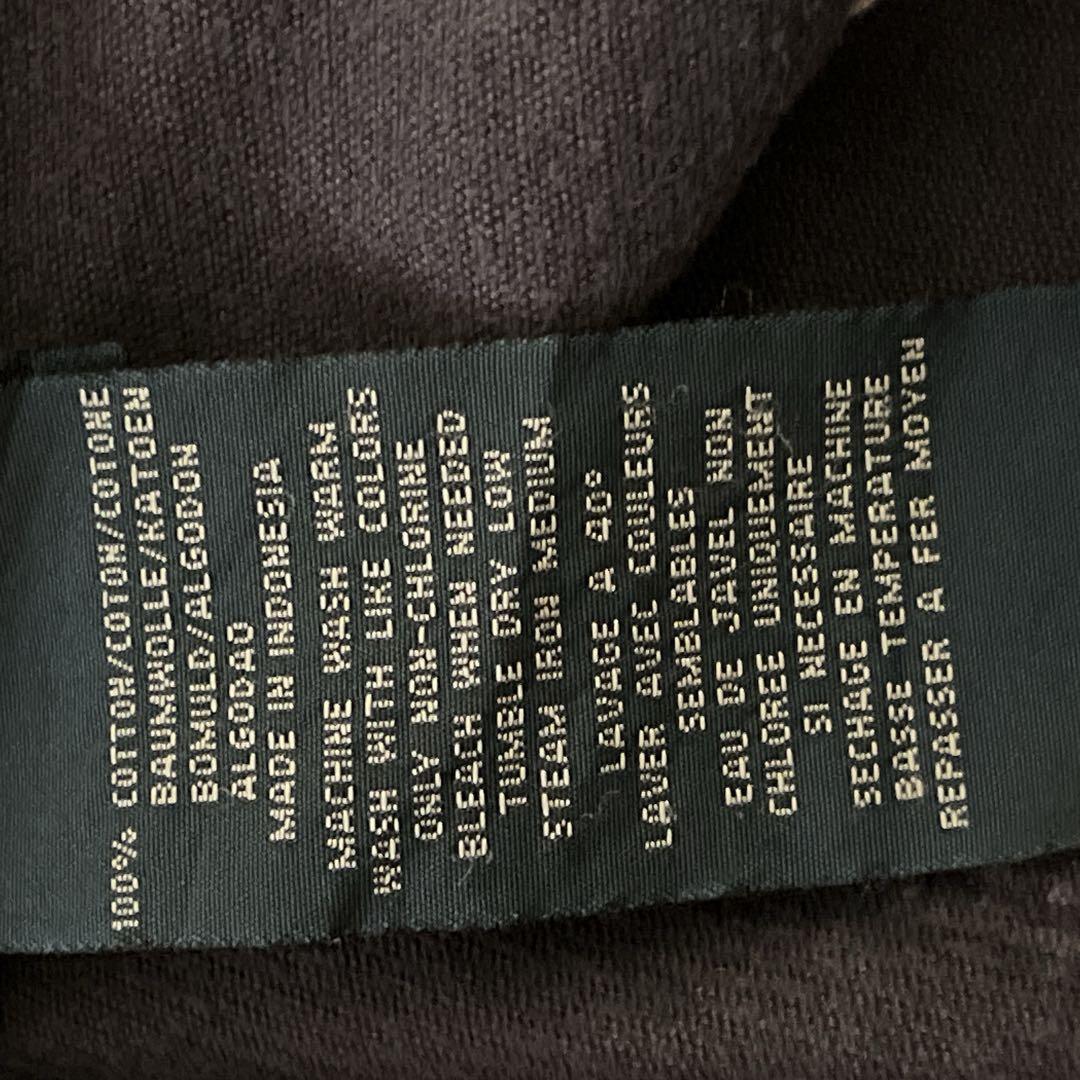 100% COTTON/COTON/COTONE
BAUMWOLLE/KATOEN
BOMULD/ALGODON
ALGODAO
MADE IN INDONESIA
MACHINE WASH WARM
WASH WITH LIKE COLORS
ONLY NON-CHLORINE
BLEACH WHEN NEEDED
TUMBLE DRY LOW
STEAM IRON MEDIUM
LAVAGE A 40°
LAVER AVEC COULEURS
SEMBLABLES
EAU DE JAVEL NON
CHLOREE UNIQUEMENT
SI NECESSAIRE
SECHAGE EN MACHINE
BASSE TEMPERATURE
REPASSER A FER MOYEN